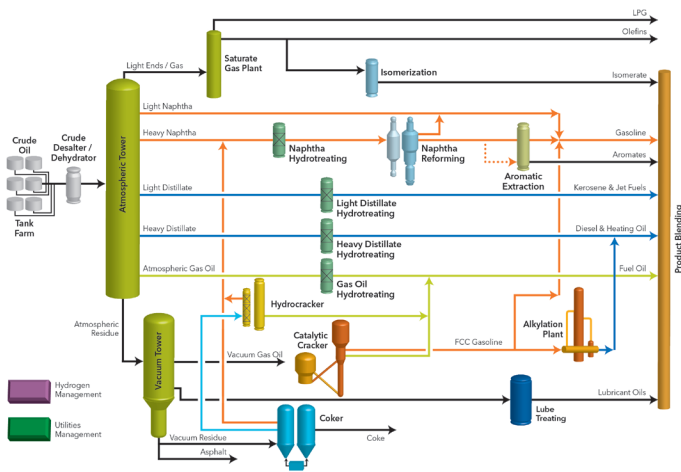 LPG
Olefins
Saturate
Gas Plant
Light Ends / Gas
Isomerization
Isomerate
Light Naphtha
Crude
Oil
Crude
Desalter /
Dehydrator
Heavy Naphtha
Naphtha
Hydrotreating
Naphtha
Reforming
Gasoline
Aromates
Aromatic
Extraction
Atmospheric Tower
Tank
Farm
Light Distillate
Light Distillate
Hydrotreating
Kerosene & Jet Fuels
Heavy Distillate
Heavy Distillate
Hydrotreating
Diesel & Heating Oil
Product Blending
Atmospheric Gas Oil
Gas Oil
Hydrotreating
Fuel Oil
Hydrocracker
Atmospheric
Residue
Catalytic
Cracker
Alkylation
Plant
FCC Gasoline
Vacuum Tower
Vacuum Gas Oil
Hydrogen
Management
Lubricant Oils
Lube
Treating
Utilities
Management
Coker
Coke
Vacuum Residue
Asphalt